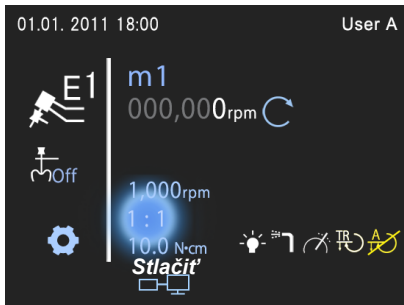 01.01. 2011 18:00 User A
E1
m1
000,000rpm
Off
1,000rpm
1 : 1
10.0 N•cm
TR A
Stlačiť